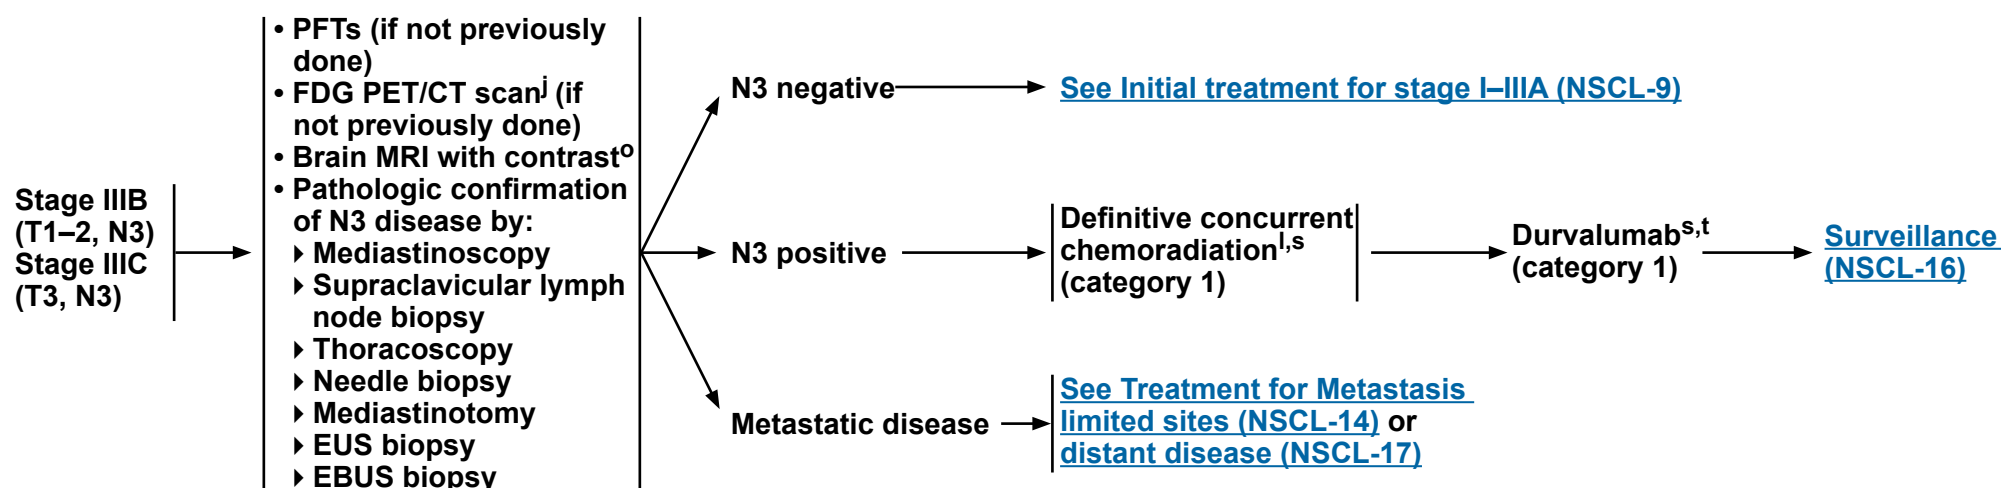 Stage IIIB
(T1–2, N3)
Stage IIIC
(T3, N3)
• PFTs (if not previously
done)
• FDG PET/CT scanj (if
not previously done)
• Brain MRI with contrasto
• Pathologic confirmation
of N3 disease by:
Mediastinoscopy
Supraclavicular lymph
node biopsy
Thoracoscopy
Needle biopsy
Mediastinotomy
EUS biopsy
EBUS biopsy
N3 negative
See Initial treatment for stage I–IIIA (NSCL-9)
N3 positive
Definitive concurrent
chemoradiationl,s
(category 1)
Durvalumabs,t
(category 1)
Surveillance
(NSCL-16)
Metastatic disease
See Treatment for Metastasis
limited sites (NSCL-14) or
distant disease (NSCL-17)